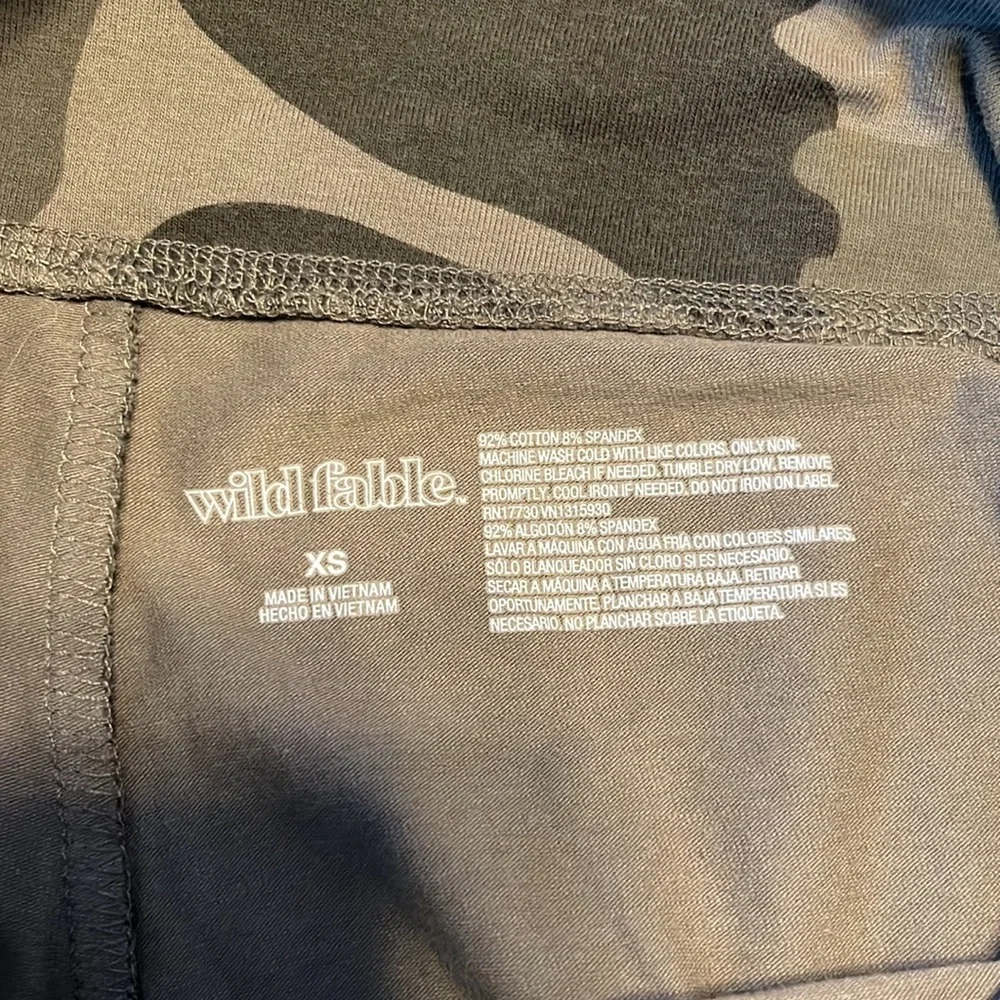 wild fable™
XS
MADE IN VIETNAM
HECHO EN VIETNAM
92% COTTON 8% SPANDEX
MACHINE WASH COLD WITH LIKE COLORS. ONLY NON-
CHLORINE BLEACH IF NEEDED. TUMBLE DRY LOW. REMOVE
PROMPTLY. COOL IRON IF NEEDED. DO NOT IRON ON LABEL.
RN17730 VN1315930
92% ALGODÓN 8% SPANDEX
LAVAR A MÁQUINA CON AGUA FRÍA CON COLORES SIMILARES.
SÓLO BLANQUEADOR SIN CLORO SI ES NECESARIO.
SECAR A MÁQUINA A TEMPERATURA BAJA. RETIRAR
OPORTUNAMENTE. PLANCHAR A BAJA TEMPERATURA SI ES
NECESARIO. NO PLANCHAR SOBRE LA ETIQUETA.